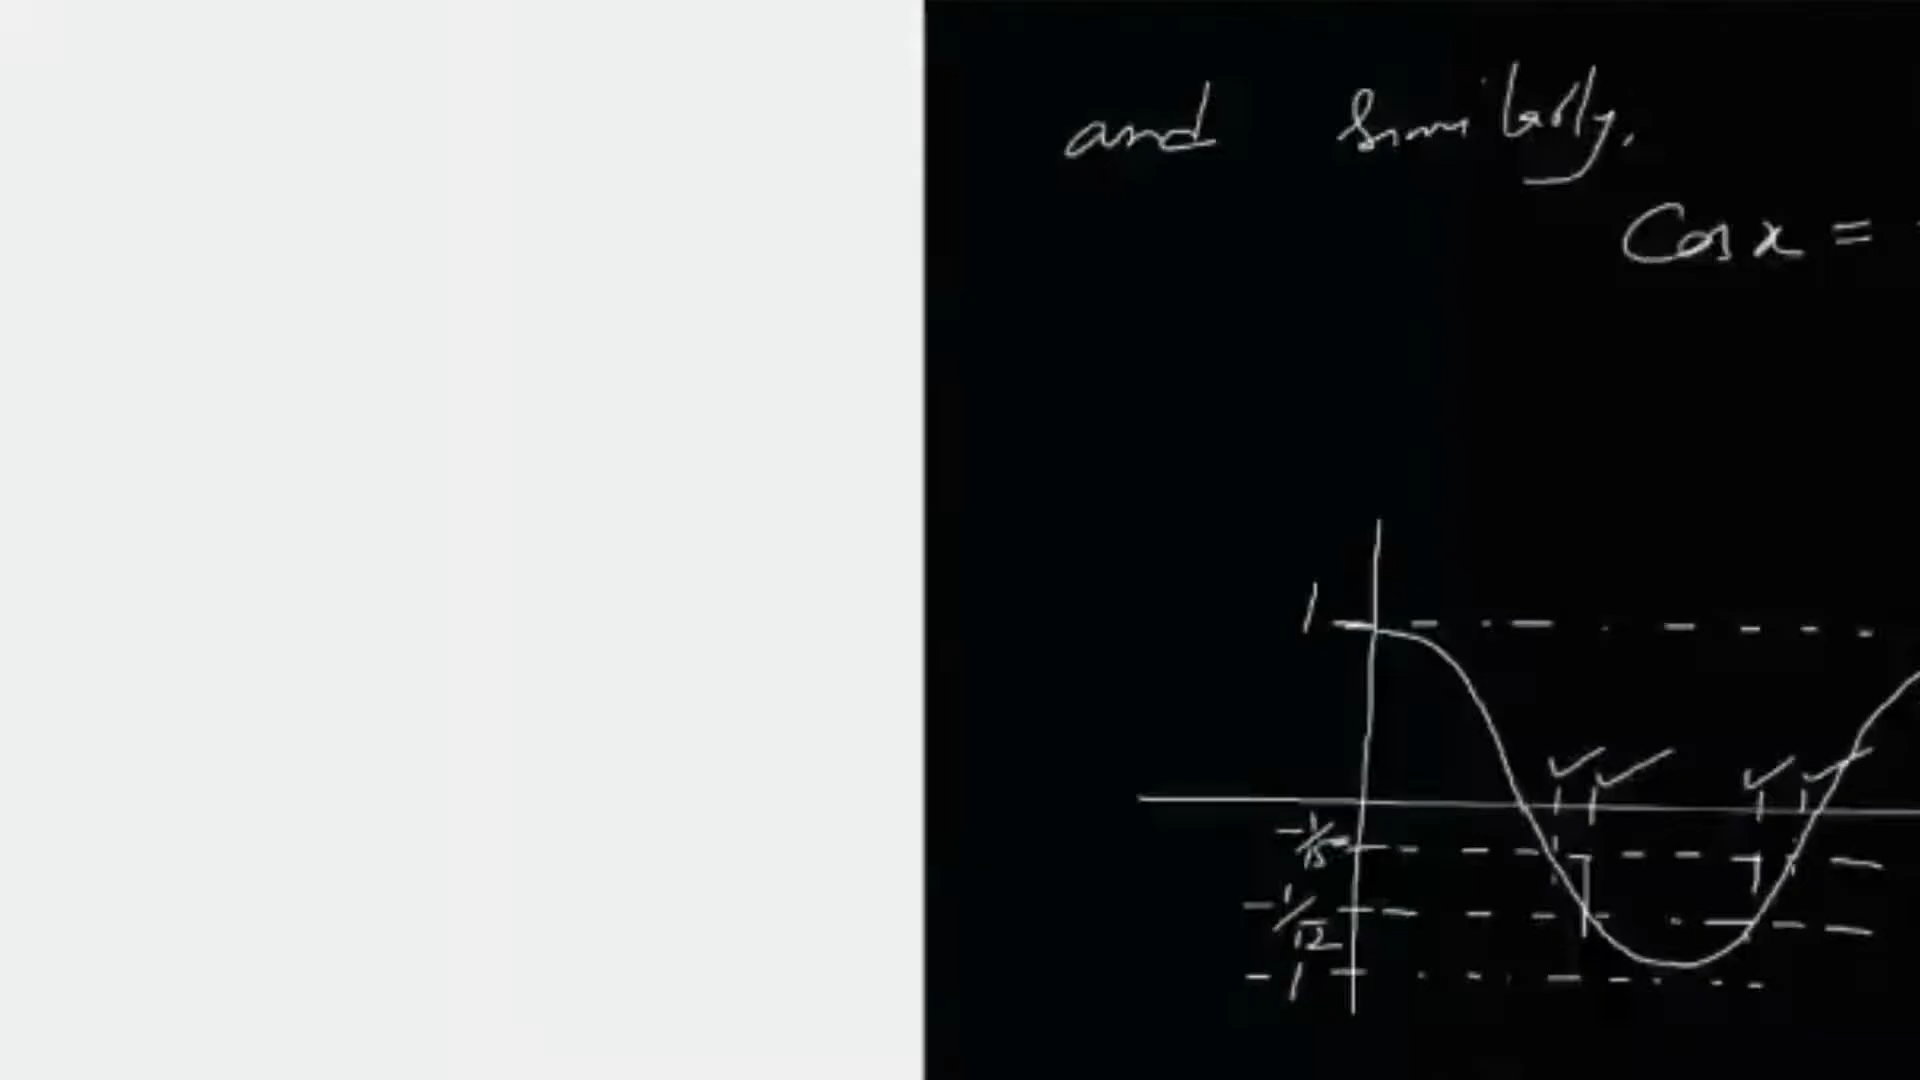 and similarly,
Cos x =
1
-1/√5
-1/√2
-1